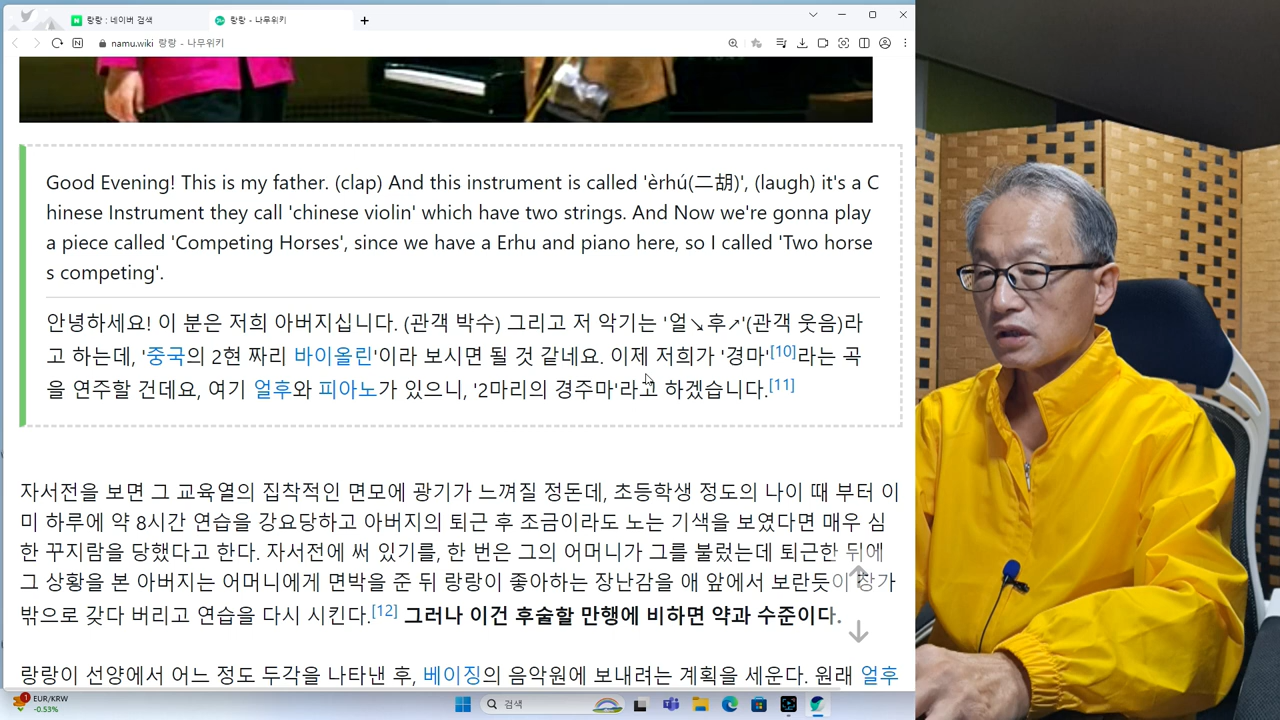 랑랑 : 네이버 검색
랑랑 - 나무위키
namu.wiki 랑랑 - 나무위키
Good Evening! This is my father. (clap) And this instrument is called 'èrhú(二胡)', (laugh) it's a C
hinese Instrument they call 'chinese violin' which have two strings. And Now we're gonna play
a piece called 'Competing Horses', since we have a Erhu and piano here, so I called 'Two horse
s competing'.
안녕하세요! 이 분은 저희 아버지십니다. (관객 박수) 그리고 저 악기는 '얼↘후↗'(관객 웃음)라
고 하는데, '중국의 2현 짜리 바이올린'이라 보시면 될 것 같네요. 이제 저희가 '경마'[10]라는 곡
을 연주할 건데요, 여기 얼후와 피아노가 있으니, '2마리의 경주마'라고 하겠습니다.[11]
자서전을 보면 그 교육열의 집착적인 면모에 광기가 느껴질 정돈데, 초등학생 정도의 나이 때 부터 이
미 하루에 약 8시간 연습을 강요당하고 아버지의 퇴근 후 조금이라도 노는 기색을 보였다면 매우 심
한 꾸지람을 당했다고 한다. 자서전에 써 있기를, 한 번은 그의 어머니가 그를 불렀는데 퇴근한 뒤에
그 상황을 본 아버지는 어머니에게 면박을 준 뒤 랑랑이 좋아하는 장난감을 애 앞에서 보란듯이 창가
밖으로 갖다 버리고 연습을 다시 시킨다.[12] 그러나 이건 후술할 만행에 비하면 약과 수준이다.
랑랑이 선양에서 어느 정도 두각을 나타낸 후, 베이징의 음악원에 보내려는 계획을 세운다. 원래 얼후
EUR/KRW
-0.53%
검색